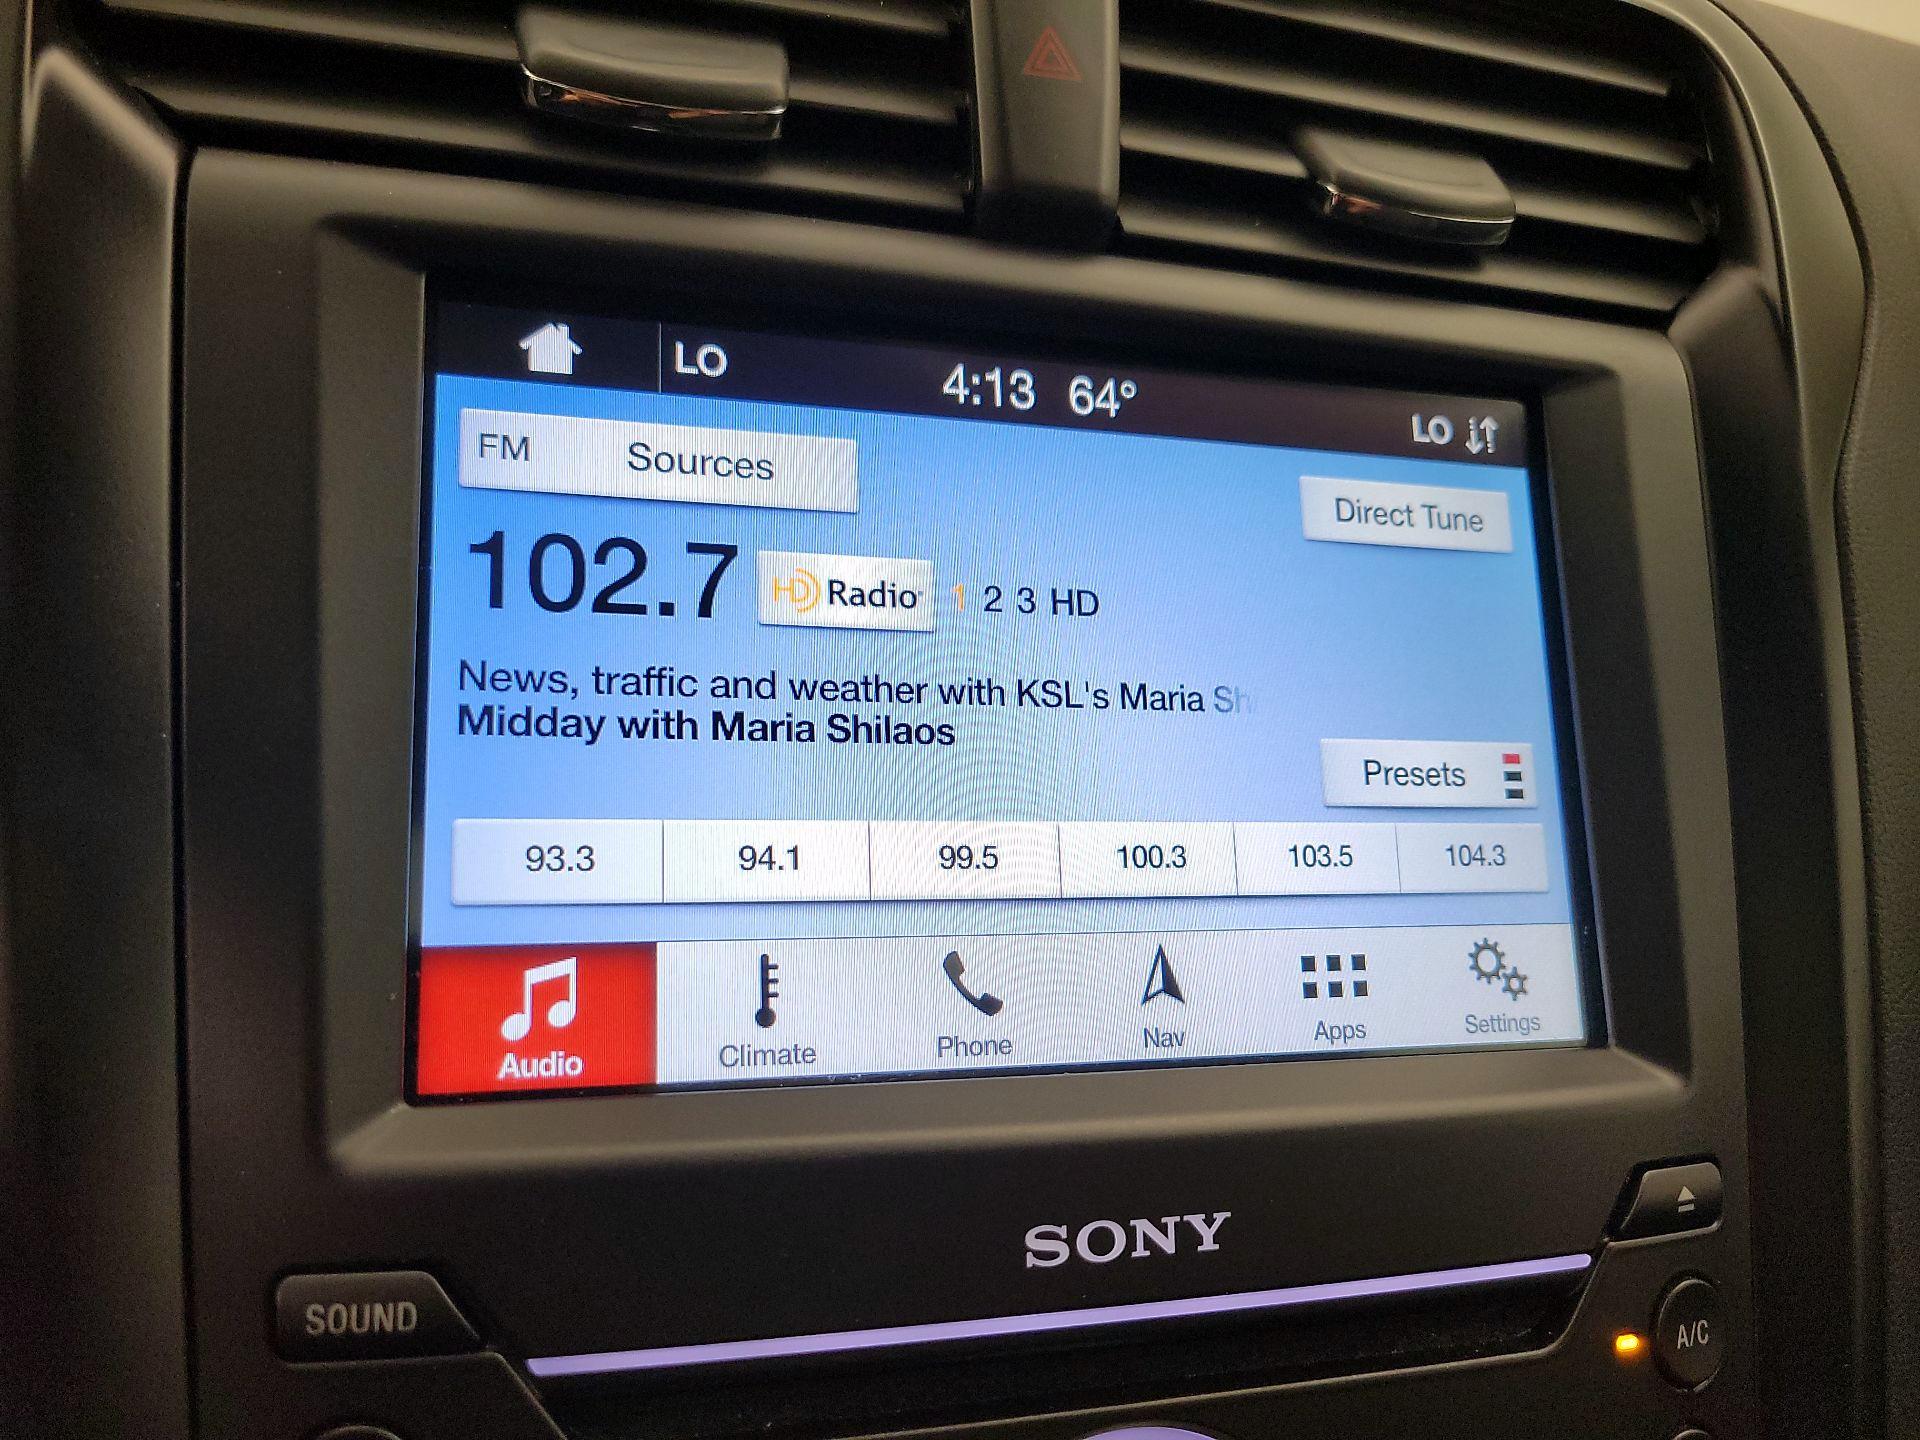 LO 4:13 64° LO
FM Sources
Direct Tune
102.7 HD Radio 1 2 3 HD
News, traffic and weather with KSL's Maria Sh
Midday with Maria Shilaos
Presets
93.3 94.1 99.5 100.3 103.5 104.3
Audio Climate Phone Nav Apps Settings
SONY
SOUND
A/C